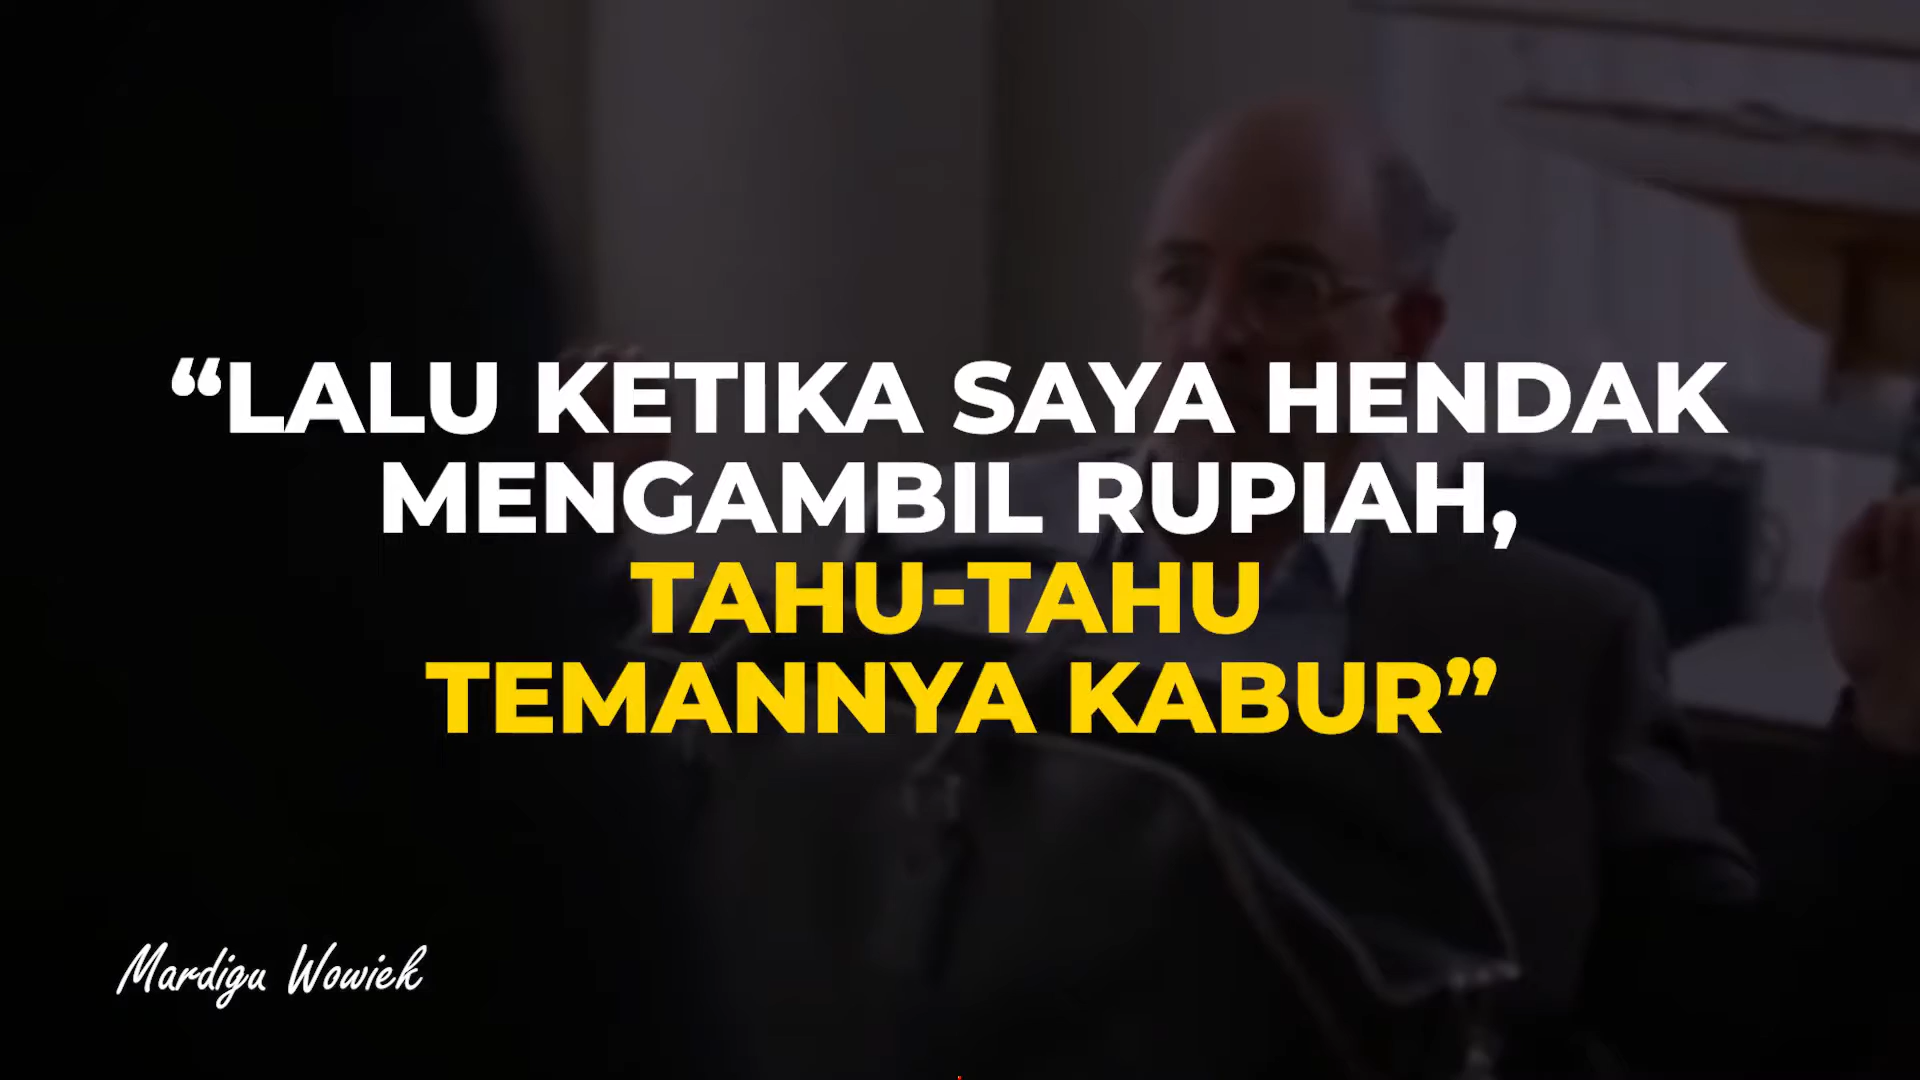 “LALU KETIKA SAYA HENDAK
MENGAMBIL RUPIAH,
TAHU-TAHU
TEMANNYA KABUR”
Mardigu Wowiek